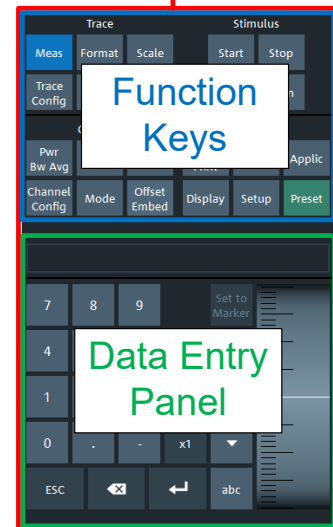 Trace Stimulus
Meas Format Scale Start Stop
Trace
Config
Function
Keys
Pwr
Bw Avg
Applic
Channel
Config
Mode
Offset
Embed
Display Setup Preset
7 8 9
Set to
Marker
4
Data Entry
Panel
1
0 . - x1
ESC abc